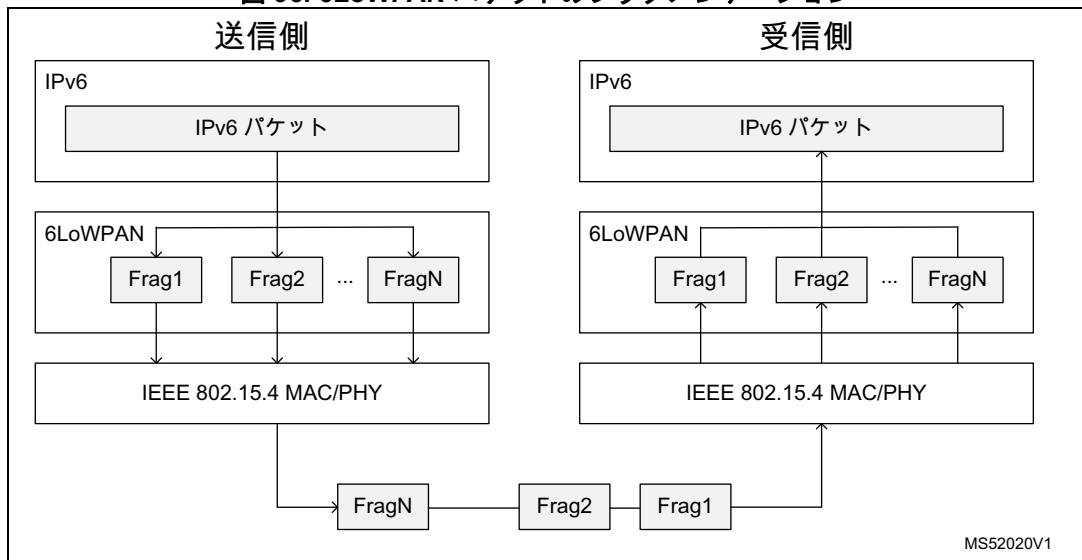 送信側
受信側
IPv6
IPv6 パケット
IPv6
IPv6 パケット
6LoWPAN
Frag1
Frag2
...
FragN
6LoWPAN
Frag1
Frag2
...
FragN
IEEE 802.15.4 MAC/PHY
IEEE 802.15.4 MAC/PHY
FragN
Frag2
Frag1
MS52020V1